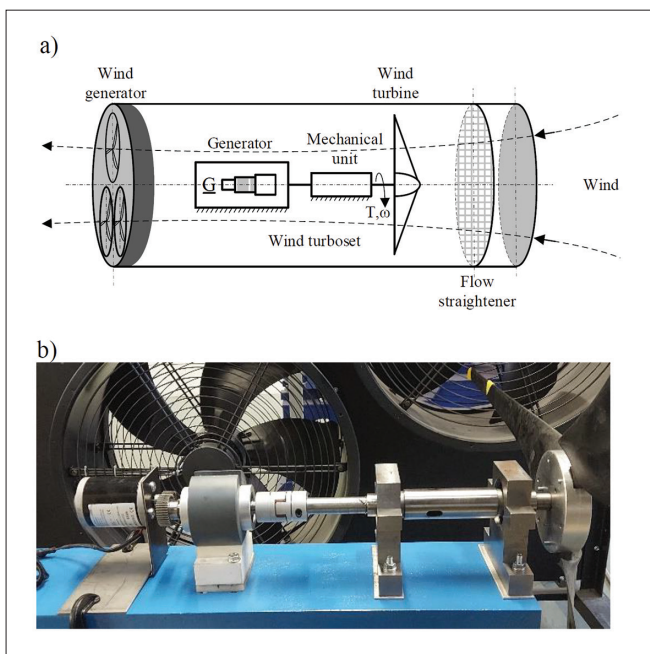 a)
Wind
generator
Wind
turbine
Generator
Mechanical
unit
G
T,ω
Wind
Wind turboset
Flow
straightener
b)